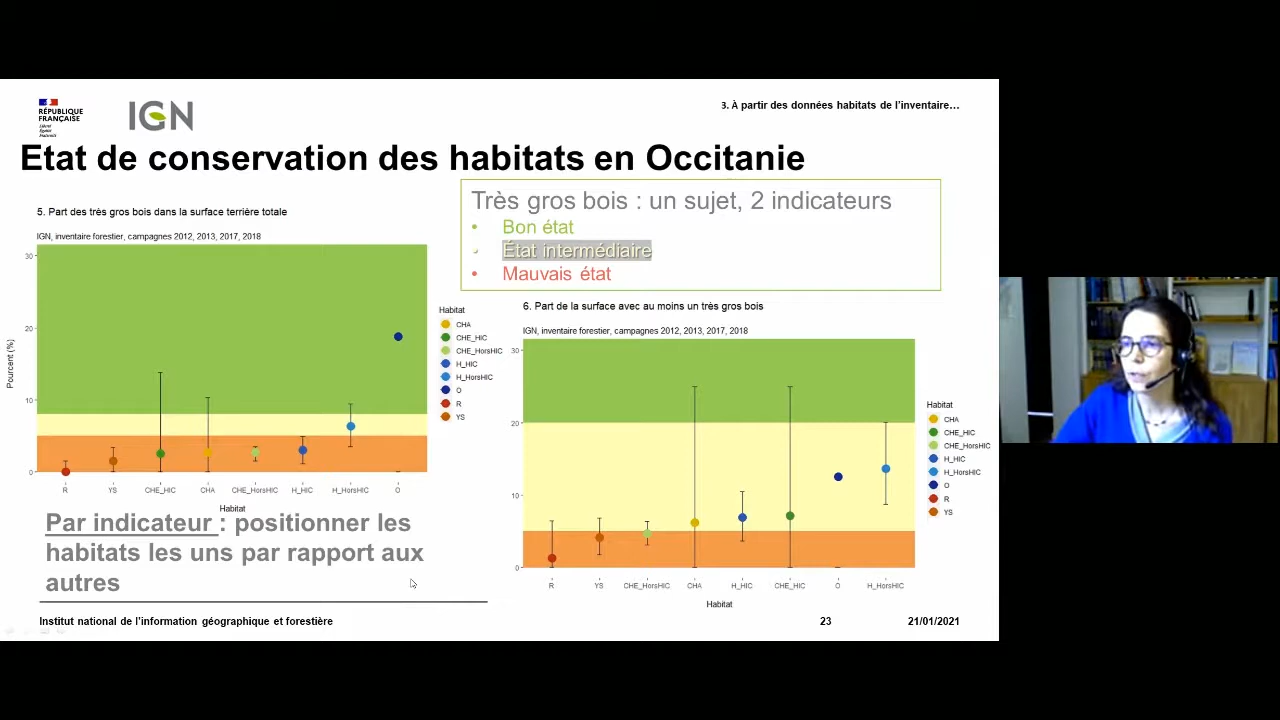 RÉPUBLIQUE
FRANÇAISE
Liberté
Égalité
Fraternité
IGN
3. À partir des données habitats de l'inventaire…
Etat de conservation des habitats en Occitanie
Très gros bois : un sujet, 2 indicateurs
• Bon état
État intermédiaire
• Mauvais état
5. Part des très gros bois dans la surface terrière totale
IGN, inventaire forestier, campagnes 2012, 2013, 2017, 2018
Pourcent (%)
30
20
10
0
R YS CHE_HIC CHA CHE_HorsHIC H_HIC H_HorsHIC O
Habitat
Habitat
CHA
CHE_HIC
CHE_HorsHIC
H_HIC
H_HorsHIC
O
R
YS
6. Part de la surface avec au moins un très gros bois
IGN, inventaire forestier, campagnes 2012, 2013, 2017, 2018
30
20
10
0
R YS CHE_HorsHIC CHA H_HIC CHE_HIC O H_HorsHIC
Habitat
Habitat
CHA
CHE_HIC
CHE_HorsHIC
H_HIC
H_HorsHIC
O
R
YS
Par indicateur : positionner les
habitats les uns par rapport aux
autres
Institut national de l'information géographique et forestière
23
21/01/2021